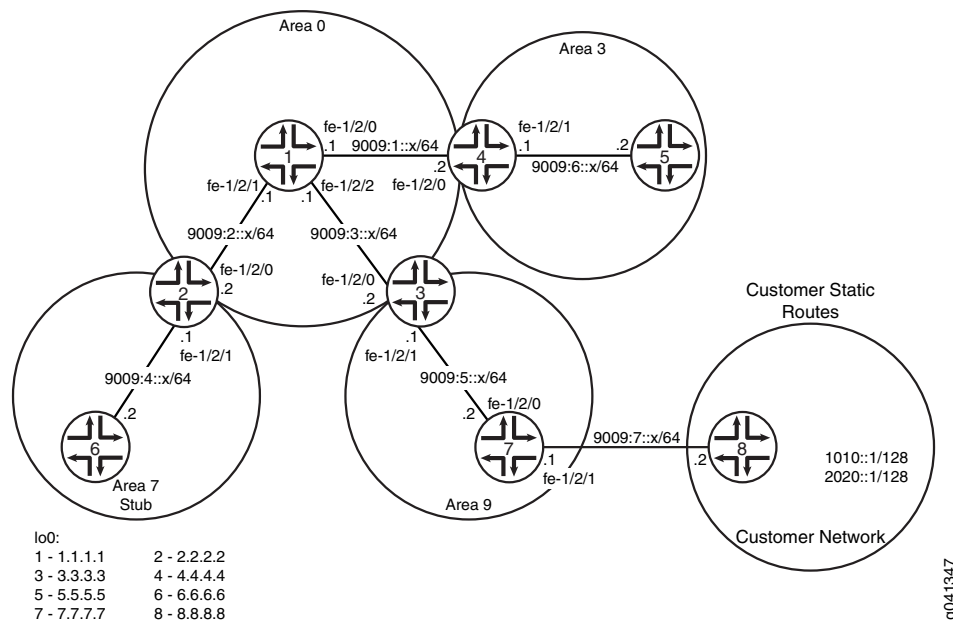 Area 0
Area 3
fe-1/2/0
fe-1/2/1
.1
9009:1::x/64
.1
.2
1
4
5
.2
9009:6::x/64
fe-1/2/1
fe-1/2/2
fe-1/2/0
.1
.1
9009:2::x/64
9009:3::x/64
fe-1/2/0
fe-1/2/0
2
.2
.2
3
Customer Static
Routes
.1
.1
fe-1/2/1
fe-1/2/1
9009:4::x/64
9009:5::x/64
fe-1/2/0
.2
.2
9009:7::x/64
6
7
8
.1
.2
1010::1/128
2020::1/128
fe-1/2/1
Area 7
Stub
Area 9
Customer Network
lo0:
1 - 1.1.1.1 2 - 2.2.2.2
3 - 3.3.3.3 4 - 4.4.4.4
5 - 5.5.5.5 6 - 6.6.6.6
7 - 7.7.7.7 8 - 8.8.8.8
g041347